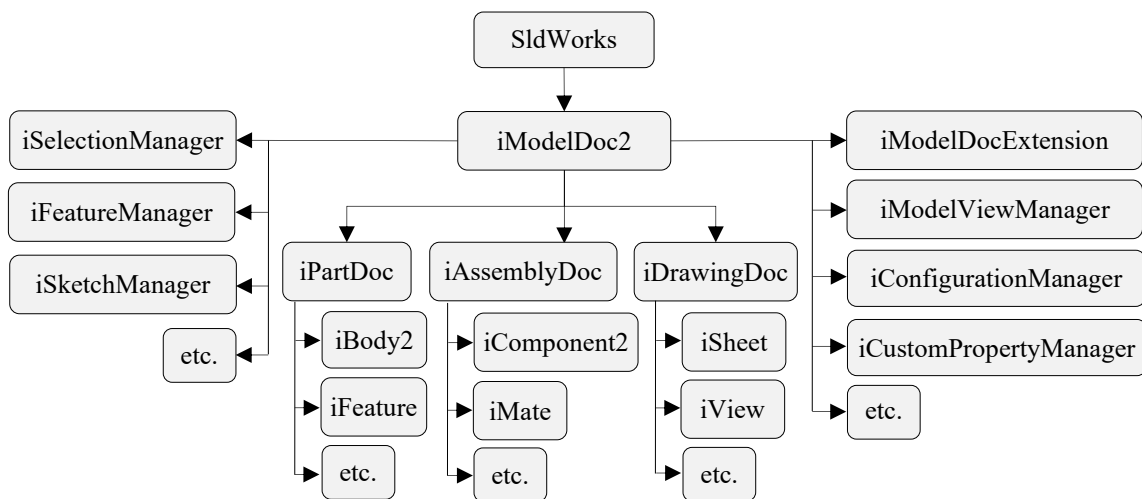 SldWorks
iSelectionManager
iModelDoc2
iModelDocExtension
iFeatureManager
iModelViewManager
iSketchManager
iPartDoc
iAssemblyDoc
iDrawingDoc
iConfigurationManager
etc.
iBody2
iComponent2
iSheet
iCustomPropertyManager
iFeature
iMate
iView
etc.
etc.
etc.
etc.